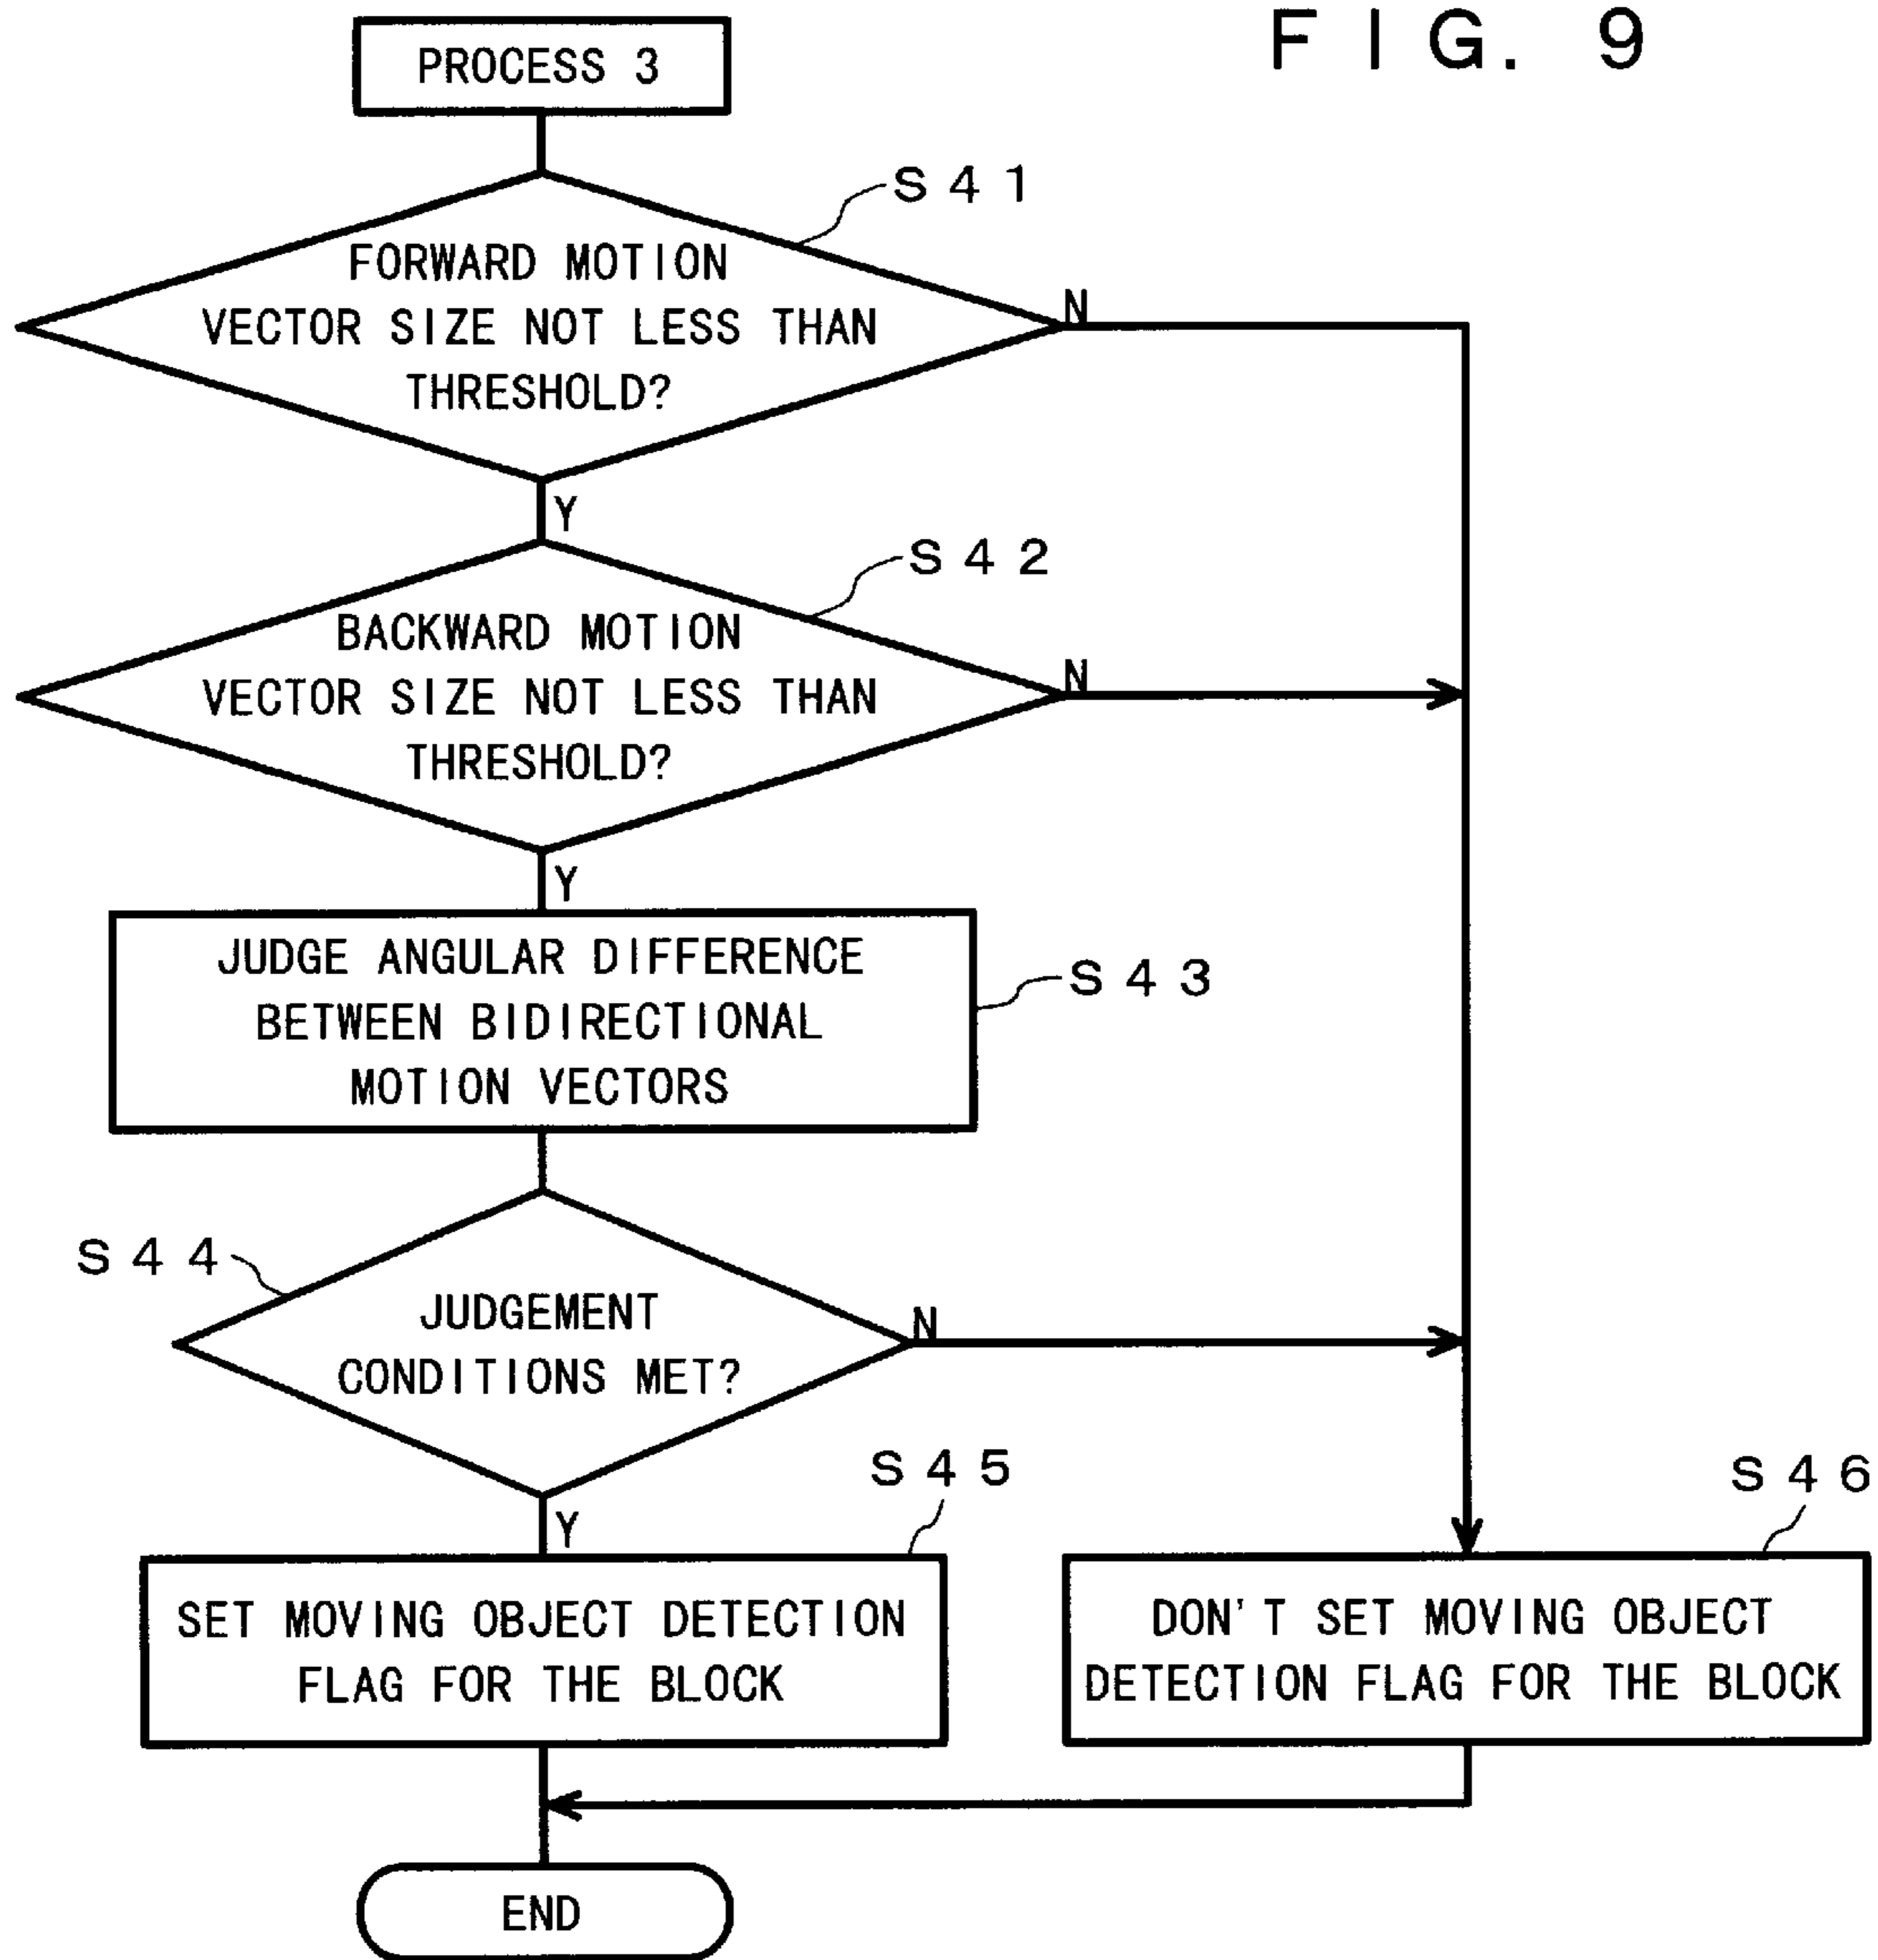 FIG. 9
PROCESS 3
S41
FORWARD MOTION
VECTOR SIZE NOT LESS THAN
THRESHOLD?
N
Y
S42
BACKWARD MOTION
VECTOR SIZE NOT LESS THAN
THRESHOLD?
N
Y
JUDGE ANGULAR DIFFERENCE
BETWEEN BIDIRECTIONAL
MOTION VECTORS
S43
S44
JUDGEMENT
CONDITIONS MET?
N
Y
S45
SET MOVING OBJECT DETECTION
FLAG FOR THE BLOCK
S46
DON'T SET MOVING OBJECT
DETECTION FLAG FOR THE BLOCK
END